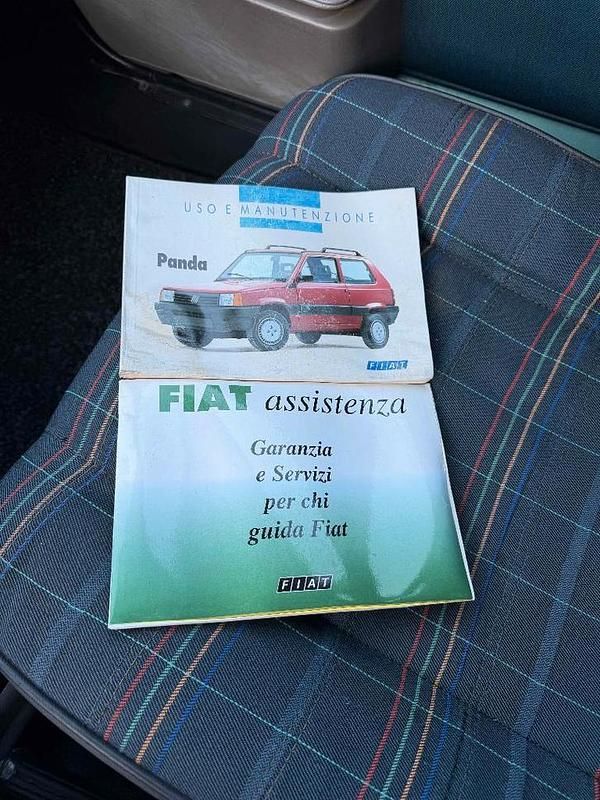 USO E MANUTENZIONE
Panda
FIAT
FIAT assistenza
Garanzia
e Servizi
per chi
guida Fiat
FIAT